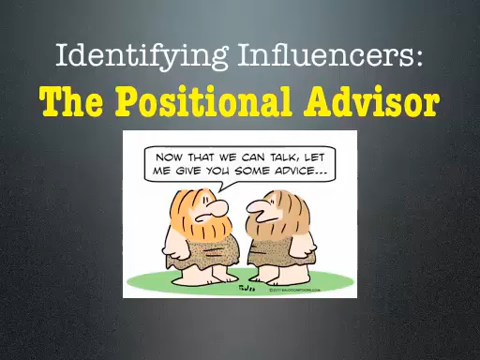 Identifying Influencers:
The Positional Advisor
NOW THAT WE CAN TALK, LET
ME GIVE YOU SOME ADVICE...